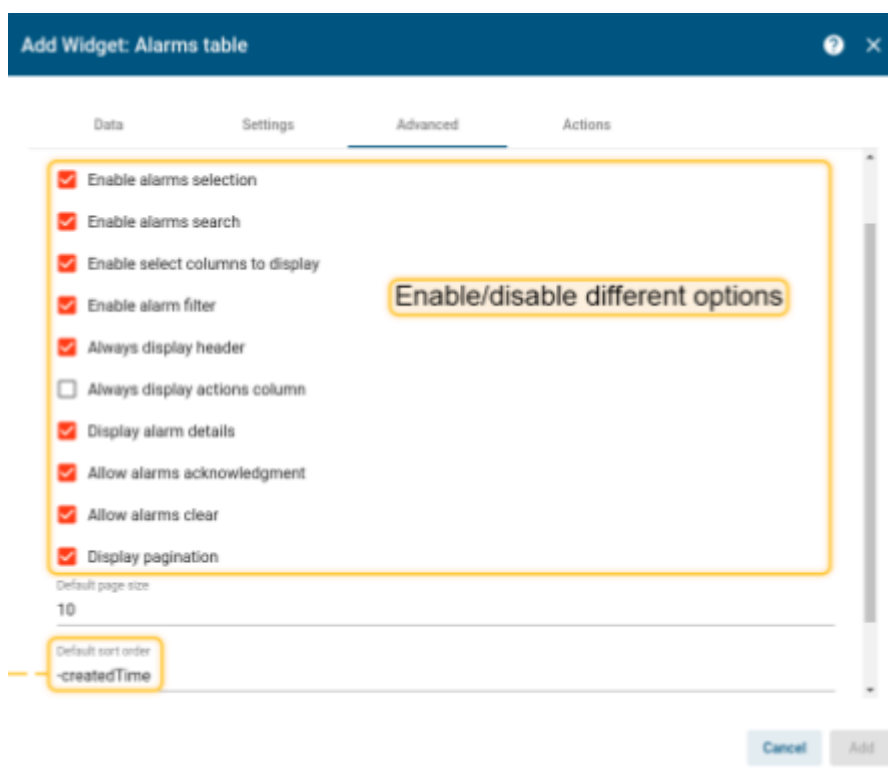 Add Widget: Alarms table
Data Settings Advanced Actions
Enable alarms selection
Enable alarms search
Enable select columns to display
Enable/disable different options
Enable alarm filter
Always display header
Always display actions column
Display alarm details
Allow alarms acknowledgment
Allow alarms clear
Display pagination
Default page size
10
Default sort order
-createdTime
Cancel Add